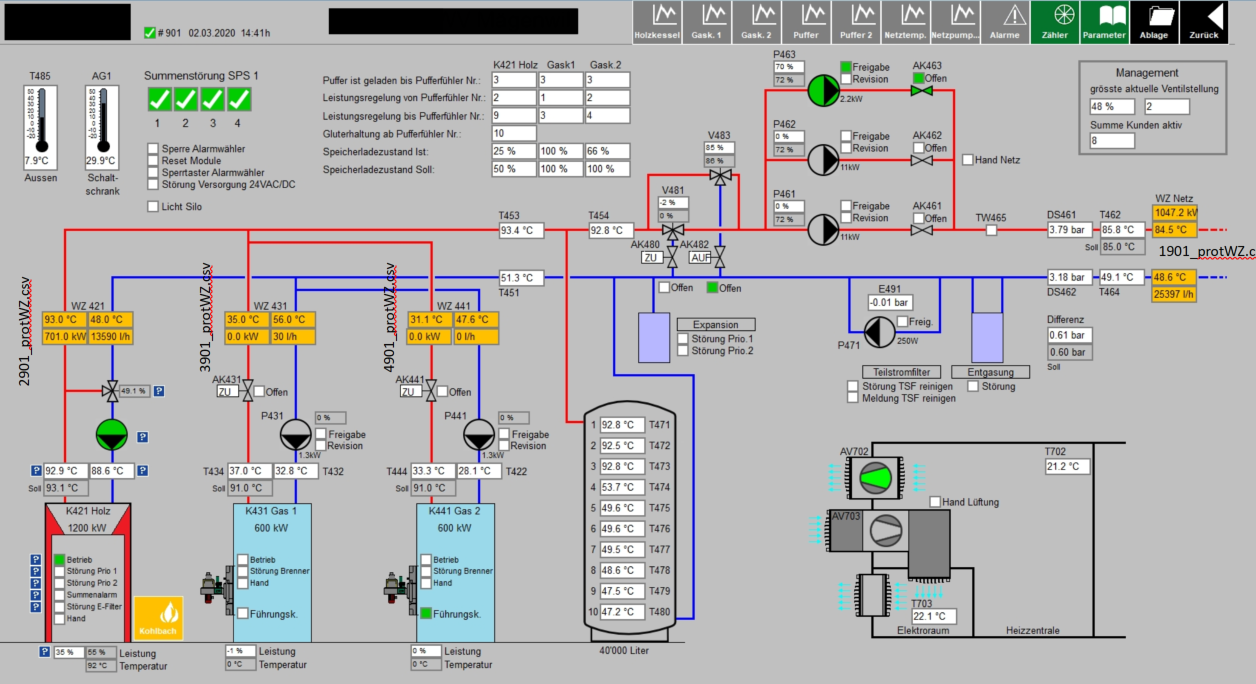 # 901 02.03.2020 14:41h
Holzkessel Gask. 1 Gask. 2 Puffer Puffer 2 Netztemp. Netzpump... Alarme Zähler Parameter Ablage Zurück
T485 AG1
50
40
30
20
10
0
-10
-20
50
40
30
20
10
0
-10
-20
7.9°C 29.9°C
Aussen Schalt-
schrank
Summenstörung SPS 1
1 2 3 4
Sperre Alarmwähler
Reset Module
Sperrtaster Alarmwähler
Störung Versorgung 24VAC/DC
Licht Silo
K421 Holz Gask1 Gask.2
Puffer ist geladen bis Pufferfühler Nr.: 3 3 3
Leistungsregelung von Pufferfühler Nr.: 2 1 2
Leistungsregelung bis Pufferfühler Nr.: 9 3 4
Gluterhaltung ab Pufferfühler Nr.: 10
Speicherladezustand Ist: 25 % 100 % 66 %
Speicherladezustand Soll: 50 % 100 % 100 %
P463
70 %
72 %
2.2kW
Freigabe
Revision
AK463
Offen
P462
0 %
72 %
11kW
Freigabe
Revision
AK462
Offen
Hand Netz
P461
0 %
72 %
11kW
Freigabe
Revision
AK461
Offen
Management
grösste aktuelle Ventilstellung
48 % 2
Summe Kunden aktiv
8
V483
85 %
86 %
V481
-2 %
0 %
AK480
ZU
AK482
AUF
Offen Offen
T453
93.4 °C
T454
92.8 °C
51.3 °C
T451
TW465
DS461
3.79 bar
T462
85.8 °C
Soll 85.0 °C
WZ Netz
1047.2 kW
84.5 °C
1901_protWZ.c
3.18 bar
DS462
49.1 °C
T464
48.6 °C
25397 l/h
Differenz
0.61 bar
0.60 bar
Soll
2901_protWZ.csv
WZ 421
93.0 °C 48.0 °C
701.0 kW 13590 l/h
3901_protWZ.csv
WZ 431
35.0 °C 56.0 °C
0.0 kW 30 l/h
4901_protWZ.csv
WZ 441
31.1 °C 47.6 °C
0.0 kW 0 l/h
49.1 % ?
?
AK431
ZU Offen
AK441
ZU Offen
P431
0 %
Freigabe
Revision
1.3kW
P441
0 %
Freigabe
Revision
1.3kW
? 92.9 °C 88.6 °C ?
Soll 93.1 °C
T434 37.0 °C 32.8 °C T432
Soll 91.0 °C
T444 33.3 °C 28.1 °C T422
Soll 91.0 °C
K421 Holz
1200 kW
? Betrieb
? Störung Prio 1
? Störung Prio 2
? Summenalarm
? Störung E-Filter
Hand
Kohlbach
K431 Gas 1
600 kW
Betrieb
Störung Brenner
Hand
Führungsk.
K441 Gas 2
600 kW
Betrieb
Störung Brenner
Hand
Führungsk.
? 35 % 55 % Leistung
92 °C Temperatur
-1 % Leistung
0 °C Temperatur
0 % Leistung
0 °C Temperatur
Expansion
Störung Prio.1
Störung Prio.2
E491
-0.01 bar
Freig.
P471
250W
Teilstromfilter
Störung TSF reinigen
Meldung TSF reinigen
Entgasung
Störung
1 92.8 °C T471
2 92.5 °C T472
3 92.8 °C T473
4 53.7 °C T474
5 49.6 °C T475
6 49.6 °C T476
7 49.5 °C T477
8 48.6 °C T478
9 47.5 °C T479
10 47.2 °C T480
40'000 Liter
AV702
T702
21.2 °C
Hand Lüftung
AV703
T703
22.1 °C
Elektroraum Heizzentrale